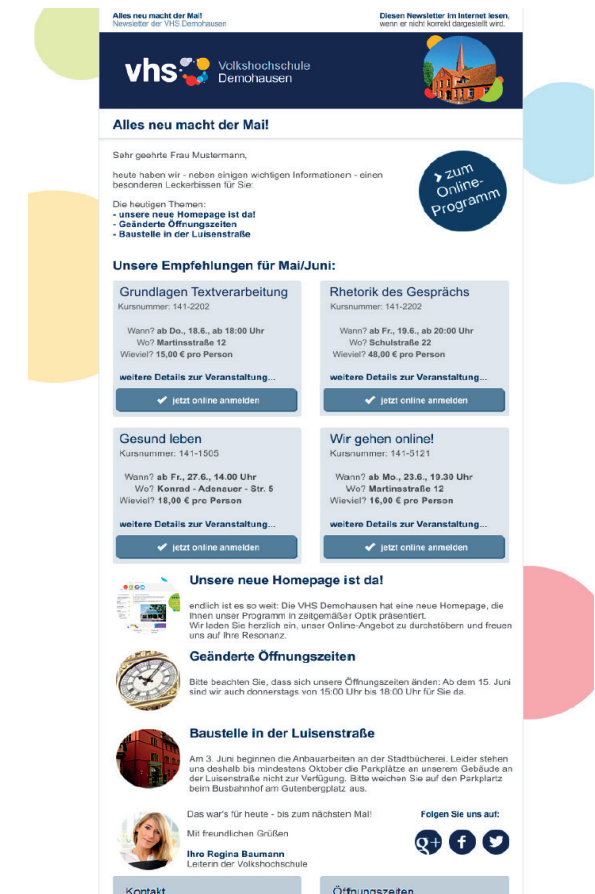 Alles neu macht der Mai!
Newsletter der VHS Demohausen
Diesen Newsletter im Internet lesen,
wenn er nicht korrekt dargestellt wird.
vhs
Volkshochschule
Demohausen
Alles neu macht der Mai!
Sehr geehrte Frau Mustermann,
heute haben wir - neben einigen wichtigen Informationen - einen
besonderen Leckerbissen für Sie:
Die heutigen Themen:
- unsere neue Homepage ist da!
- Geänderte Öffnungszeiten
- Baustelle in der Luisenstraße
zum
Online-
Programm
Unsere Empfehlungen für Mai/Juni:
Grundlagen Textverarbeitung
Kursnummer: 141-2202
Wann? ab Do., 18.6., ab 18:00 Uhr
Wo? Martinsstraße 12
Wieviel? 15,00 € pro Person
weitere Details zur Veranstaltung...
jetzt online anmelden
Rhetorik des Gesprächs
Kursnummer: 141-2202
Wann? ab Fr., 19.6., ab 20:00 Uhr
Wo? Schulstraße 22
Wieviel? 48,00 € pro Person
weitere Details zur Veranstaltung...
jetzt online anmelden
Gesund leben
Kursnummer: 141-1505
Wann? ab Fr., 27.6., 14.00 Uhr
Wo? Konrad - Adenauer - Str. 5
Wieviel? 18,00 € pro Person
weitere Details zur Veranstaltung...
jetzt online anmelden
Wir gehen online!
Kursnummer: 141-5121
Wann? ab Mo., 23.6., 19.30 Uhr
Wo? Martinsstraße 12
Wieviel? 16,00 € pro Person
weitere Details zur Veranstaltung...
jetzt online anmelden
Unsere neue Homepage ist da!
endlich ist es so weit: Die VHS Demohausen hat eine neue Homepage, die
Ihnen unser Programm in zeitgemäßer Optik präsentiert.
Wir laden Sie herzlich ein, unser Online-Angebot zu durchstöbern und freuen
uns auf Ihre Resonanz.
Geänderte Öffnungszeiten
Bitte beachten Sie, dass sich unsere Öffnungszeiten änden: Ab dem 15. Juni
sind wir auch donnerstags von 15:00 Uhr bis 18:00 Uhr für Sie da.
Baustelle in der Luisenstraße
Am 3. Juni beginnen die Anbauarbeiten an der Stadtbücherei. Leider stehen
uns deshalb bis mindestens Oktober die Parkplätze an unserem Gebäude an
der Luisenstraße nicht zur Verfügung. Bitte weichen Sie auf den Parkplartz
beim Busbahnhof am Gutenbergplatz aus.
Das war's für heute - bis zum nächsten Mal!
Mit freundlichen Grüßen
Ihre Regina Baumann
Leiterin der Volkshochschule
Folgen Sie uns auf:
g+ f
Kontakt
Öffnungszeiten